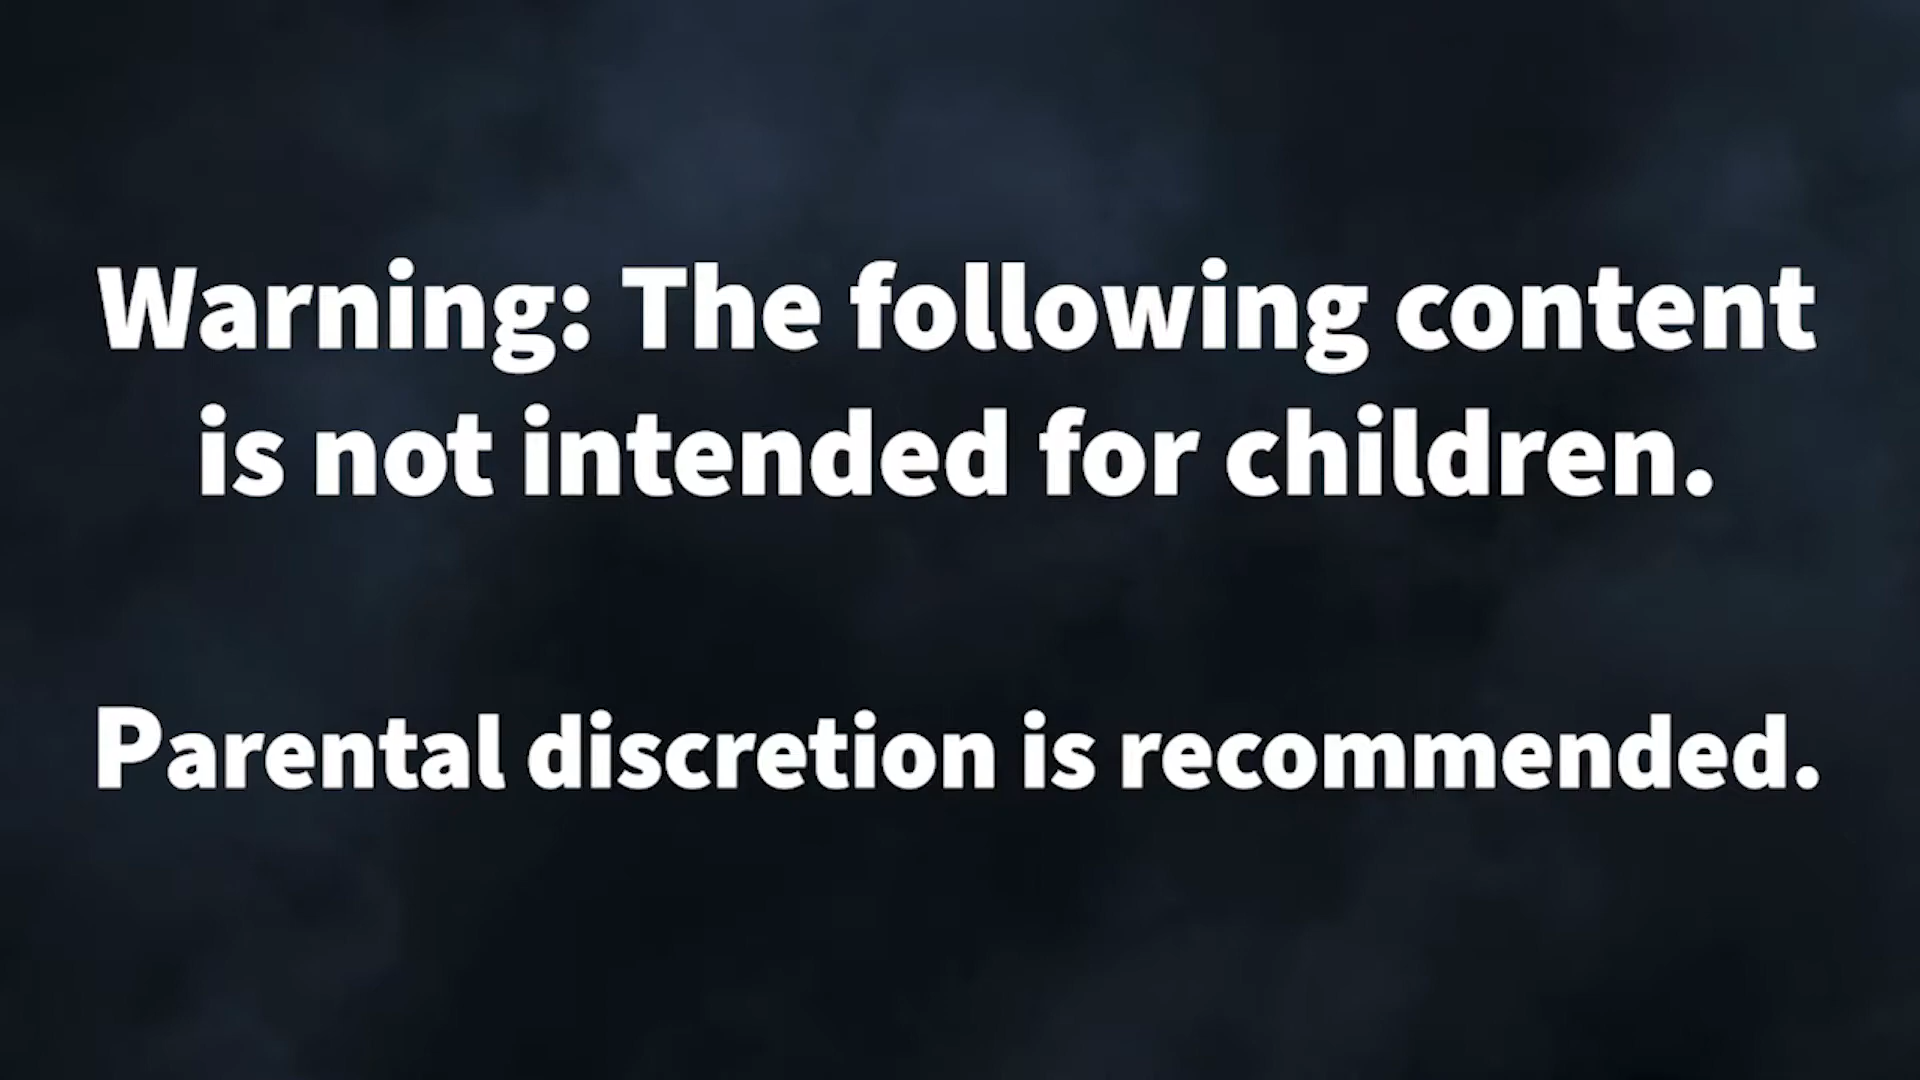 Warning: The following content
is not intended for children.
Parental discretion is recommended.